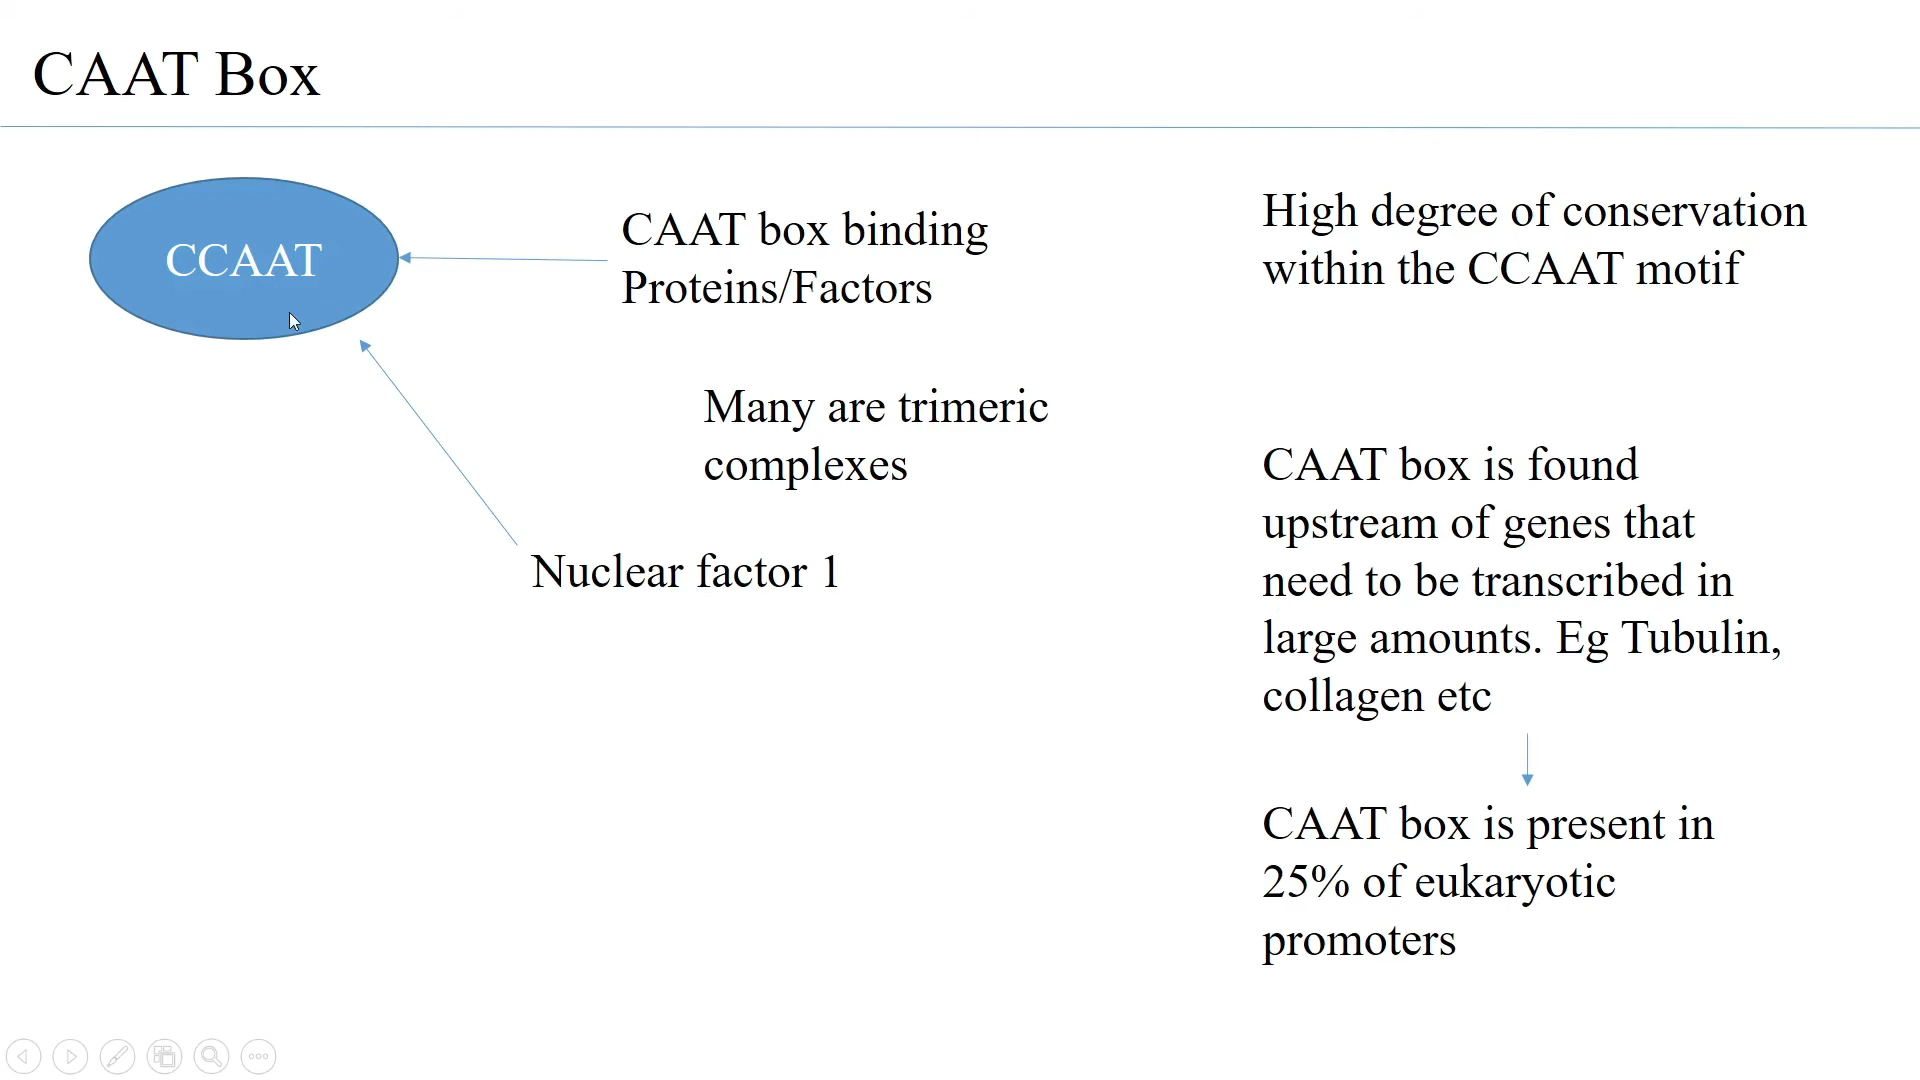 CAAT Box
CCAAT
CAAT box binding
Proteins/Factors
Many are trimeric
complexes
Nuclear factor 1
High degree of conservation
within the CCAAT motif
CAAT box is found
upstream of genes that
need to be transcribed in
large amounts. Eg Tubulin,
collagen etc
CAAT box is present in
25% of eukaryotic
promoters